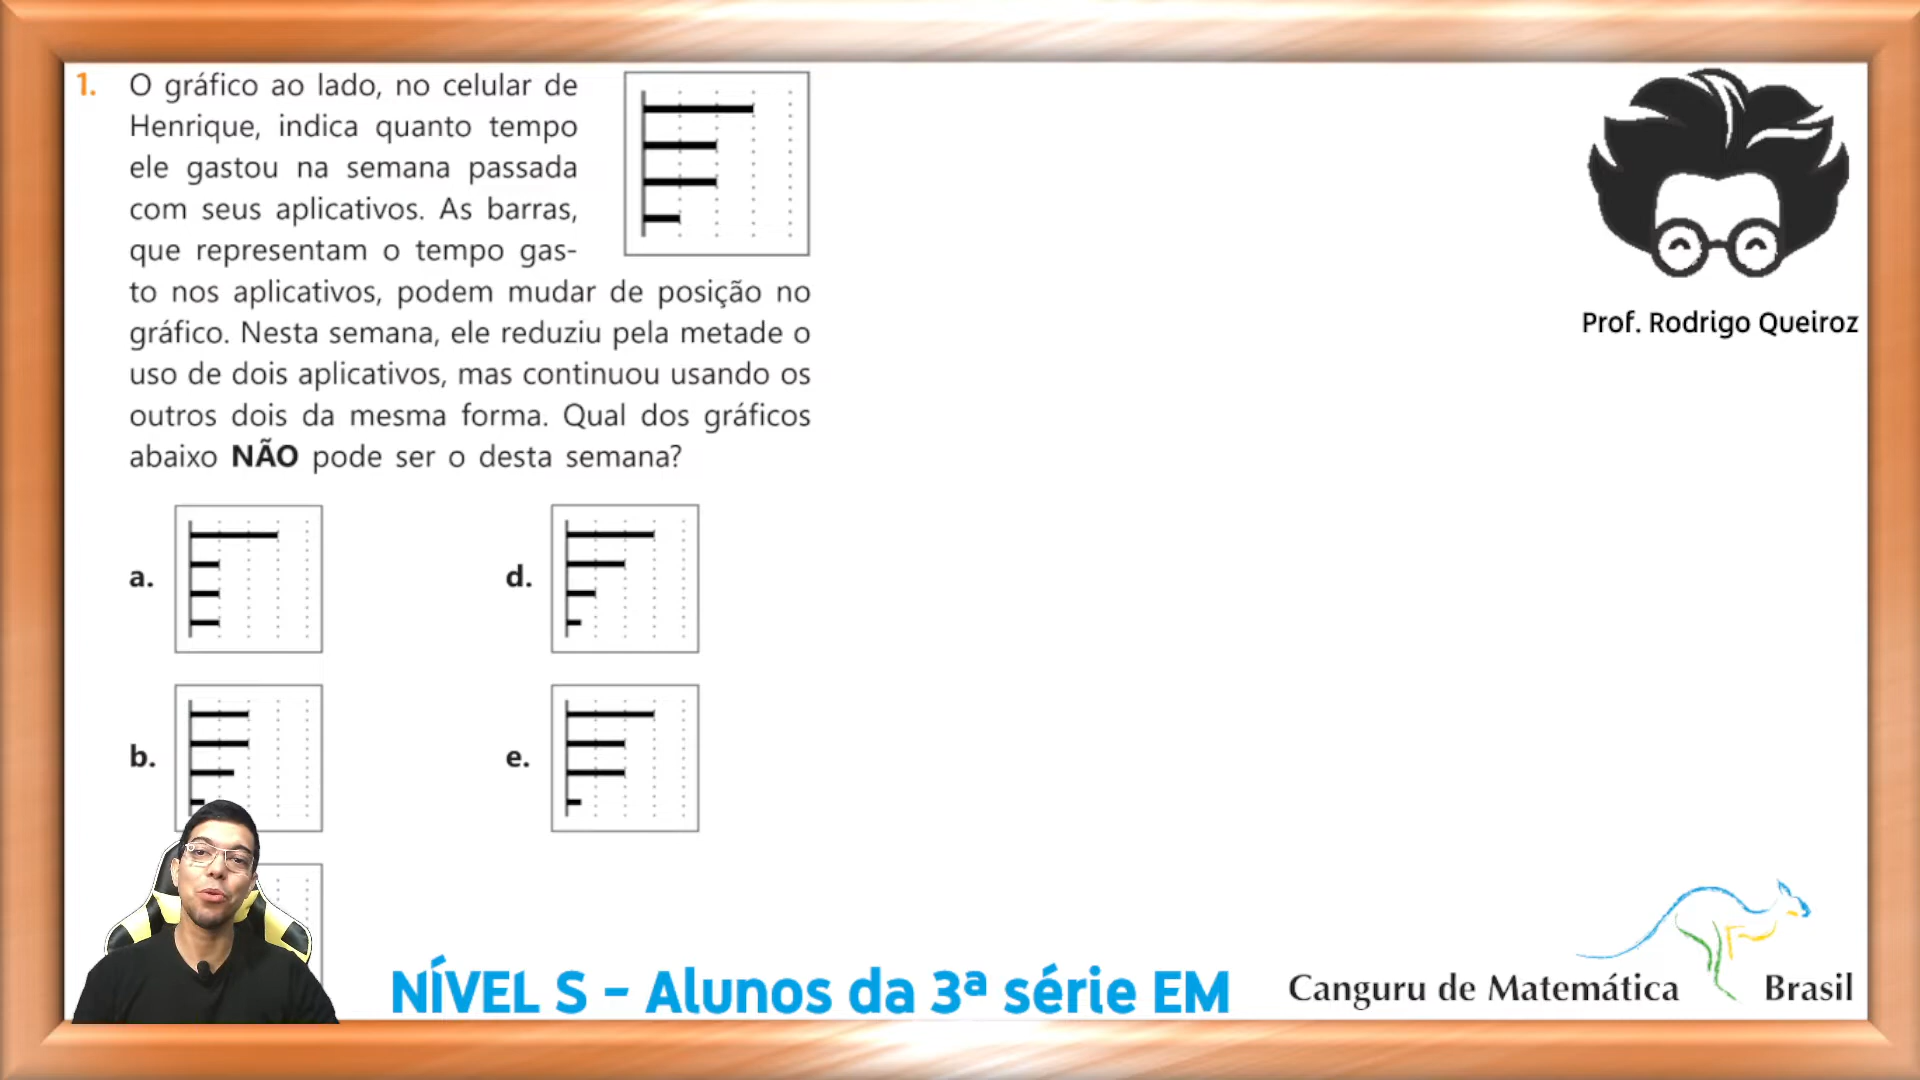 1. O gráfico ao lado, no celular de
Henrique, indica quanto tempo
ele gastou na semana passada
com seus aplicativos. As barras,
que representam o tempo gas-
to nos aplicativos, podem mudar de posição no
gráfico. Nesta semana, ele reduziu pela metade o
uso de dois aplicativos, mas continuou usando os
outros dois da mesma forma. Qual dos gráficos
abaixo NÃO pode ser o desta semana?
a.
d.
b.
e.
Prof. Rodrigo Queiroz
NÍVEL S - Alunos da 3ª série EM
Canguru de Matemática Brasil